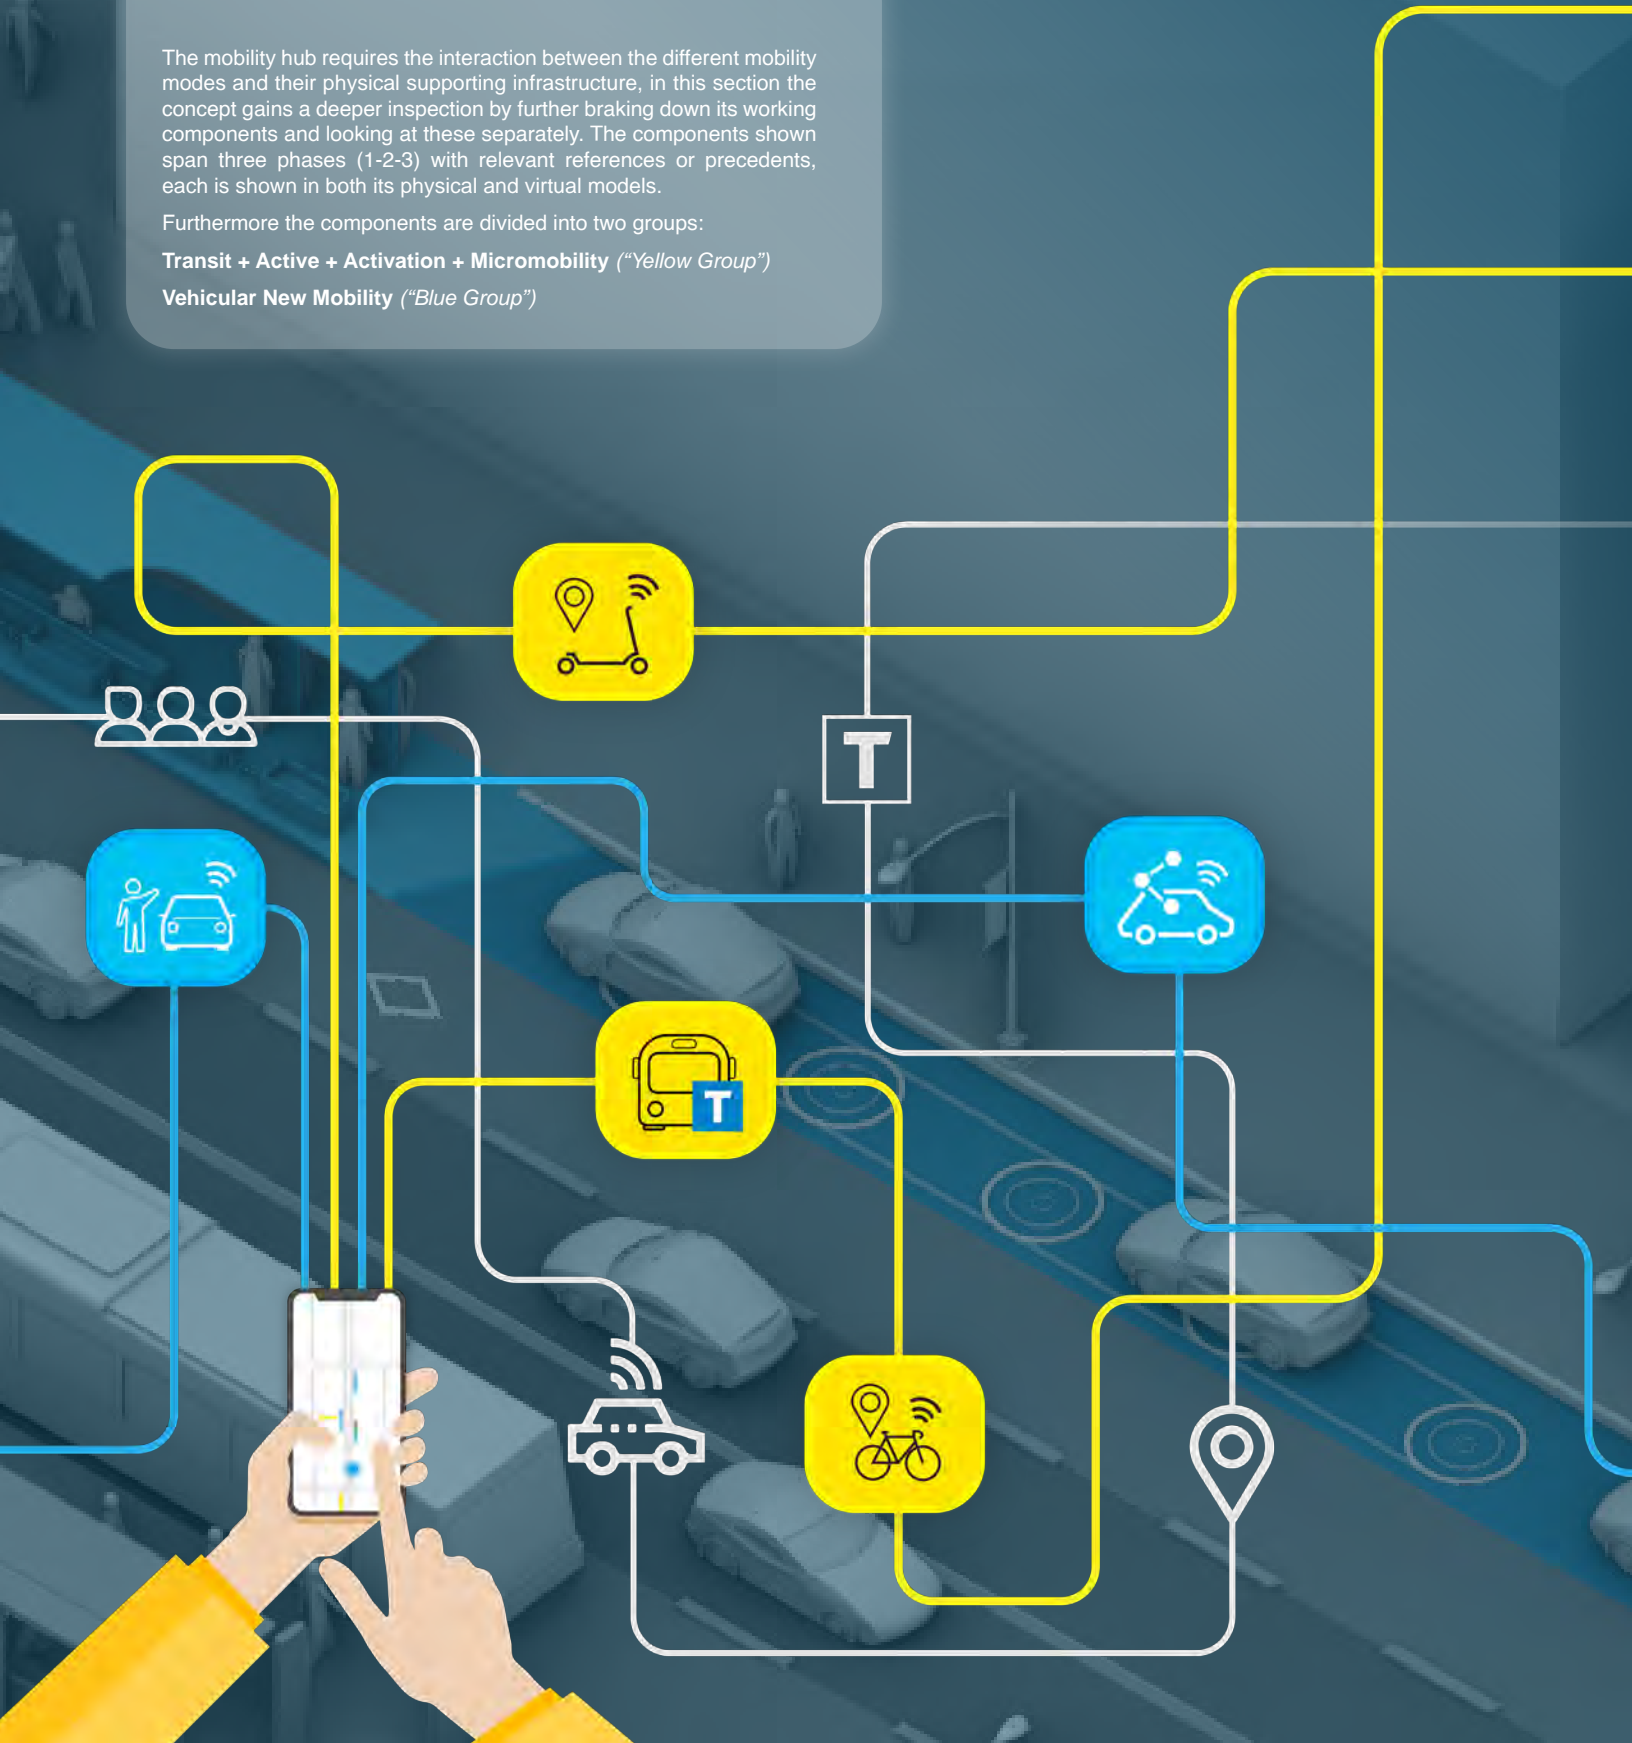 The mobility hub requires the interaction between the different mobility
modes and their physical supporting infrastructure, in this section the
concept gains a deeper inspection by further braking down its working
components and looking at these separately. The components shown
span three phases (1-2-3) with relevant references or precedents,
each is shown in both its physical and virtual models.
Furthermore the components are divided into two groups:
Transit + Active + Activation + Micromobility (“Yellow Group”)
Vehicular New Mobility (“Blue Group”)
T
T